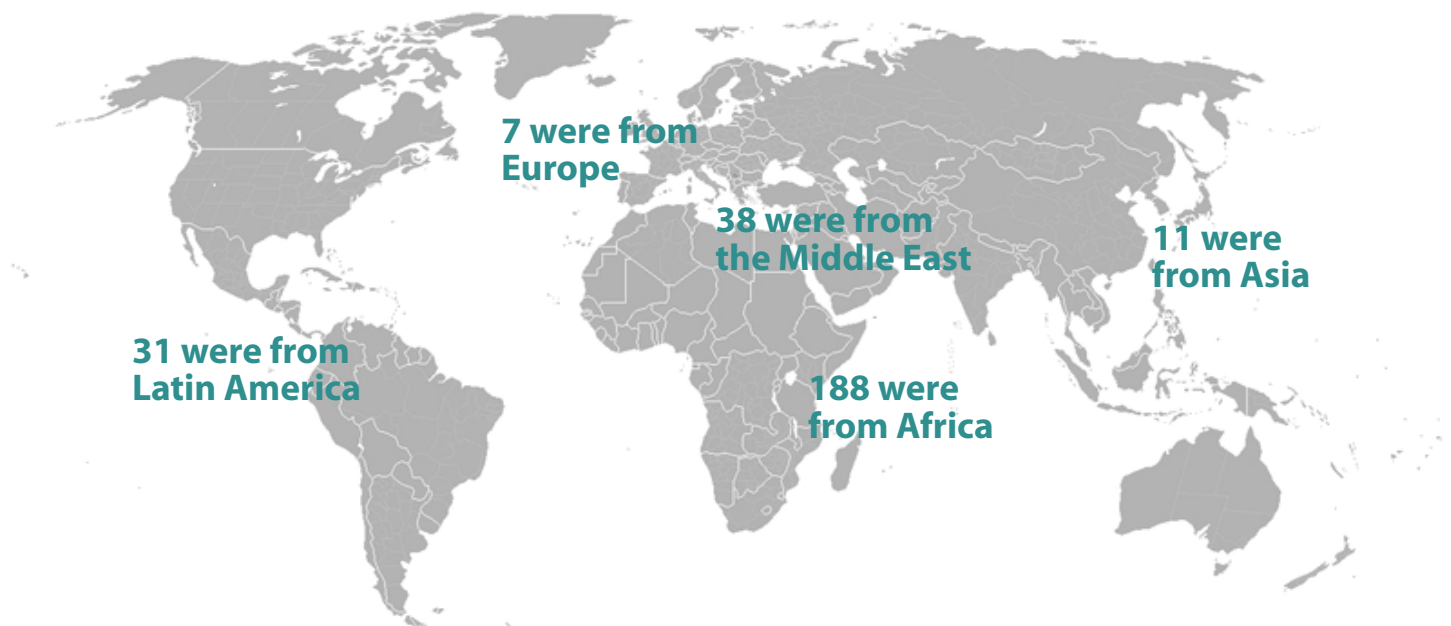 7 were from
Europe
38 were from
the Middle East
11 were
from Asia
31 were from
Latin America
188 were
from Africa